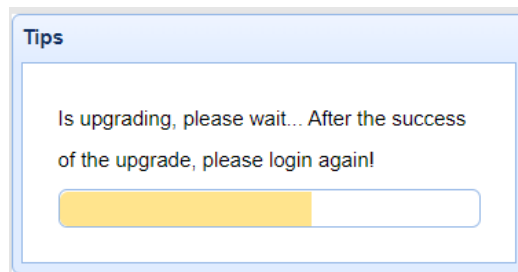 Tips
Is upgrading, please wait... After the success
of the upgrade, please login again!